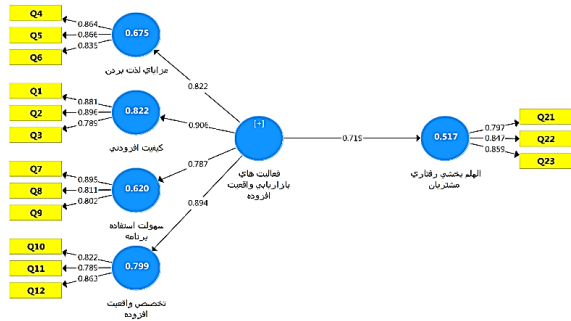 Q4
0.864
Q5
0.866
Q6
0.835
0.675
مزایای لذت بردن
0.822
Q1
0.881
Q2
0.896
Q3
0.789
0.822
کیفیت افزودنی
0.906
[+]
فعالیت های
بازاریابی واقعیت
افزوده
0.719
0.517
الهام بخشی رفتاری
مشتریان
Q21
0.797
Q22
0.847
Q23
0.859
Q7
0.895
Q8
0.811
Q9
0.802
0.620
سهولت استفاده
برنامه
0.787
Q10
0.822
Q11
0.789
Q12
0.863
0.799
تخصص واقعیت
افزوده
0.894